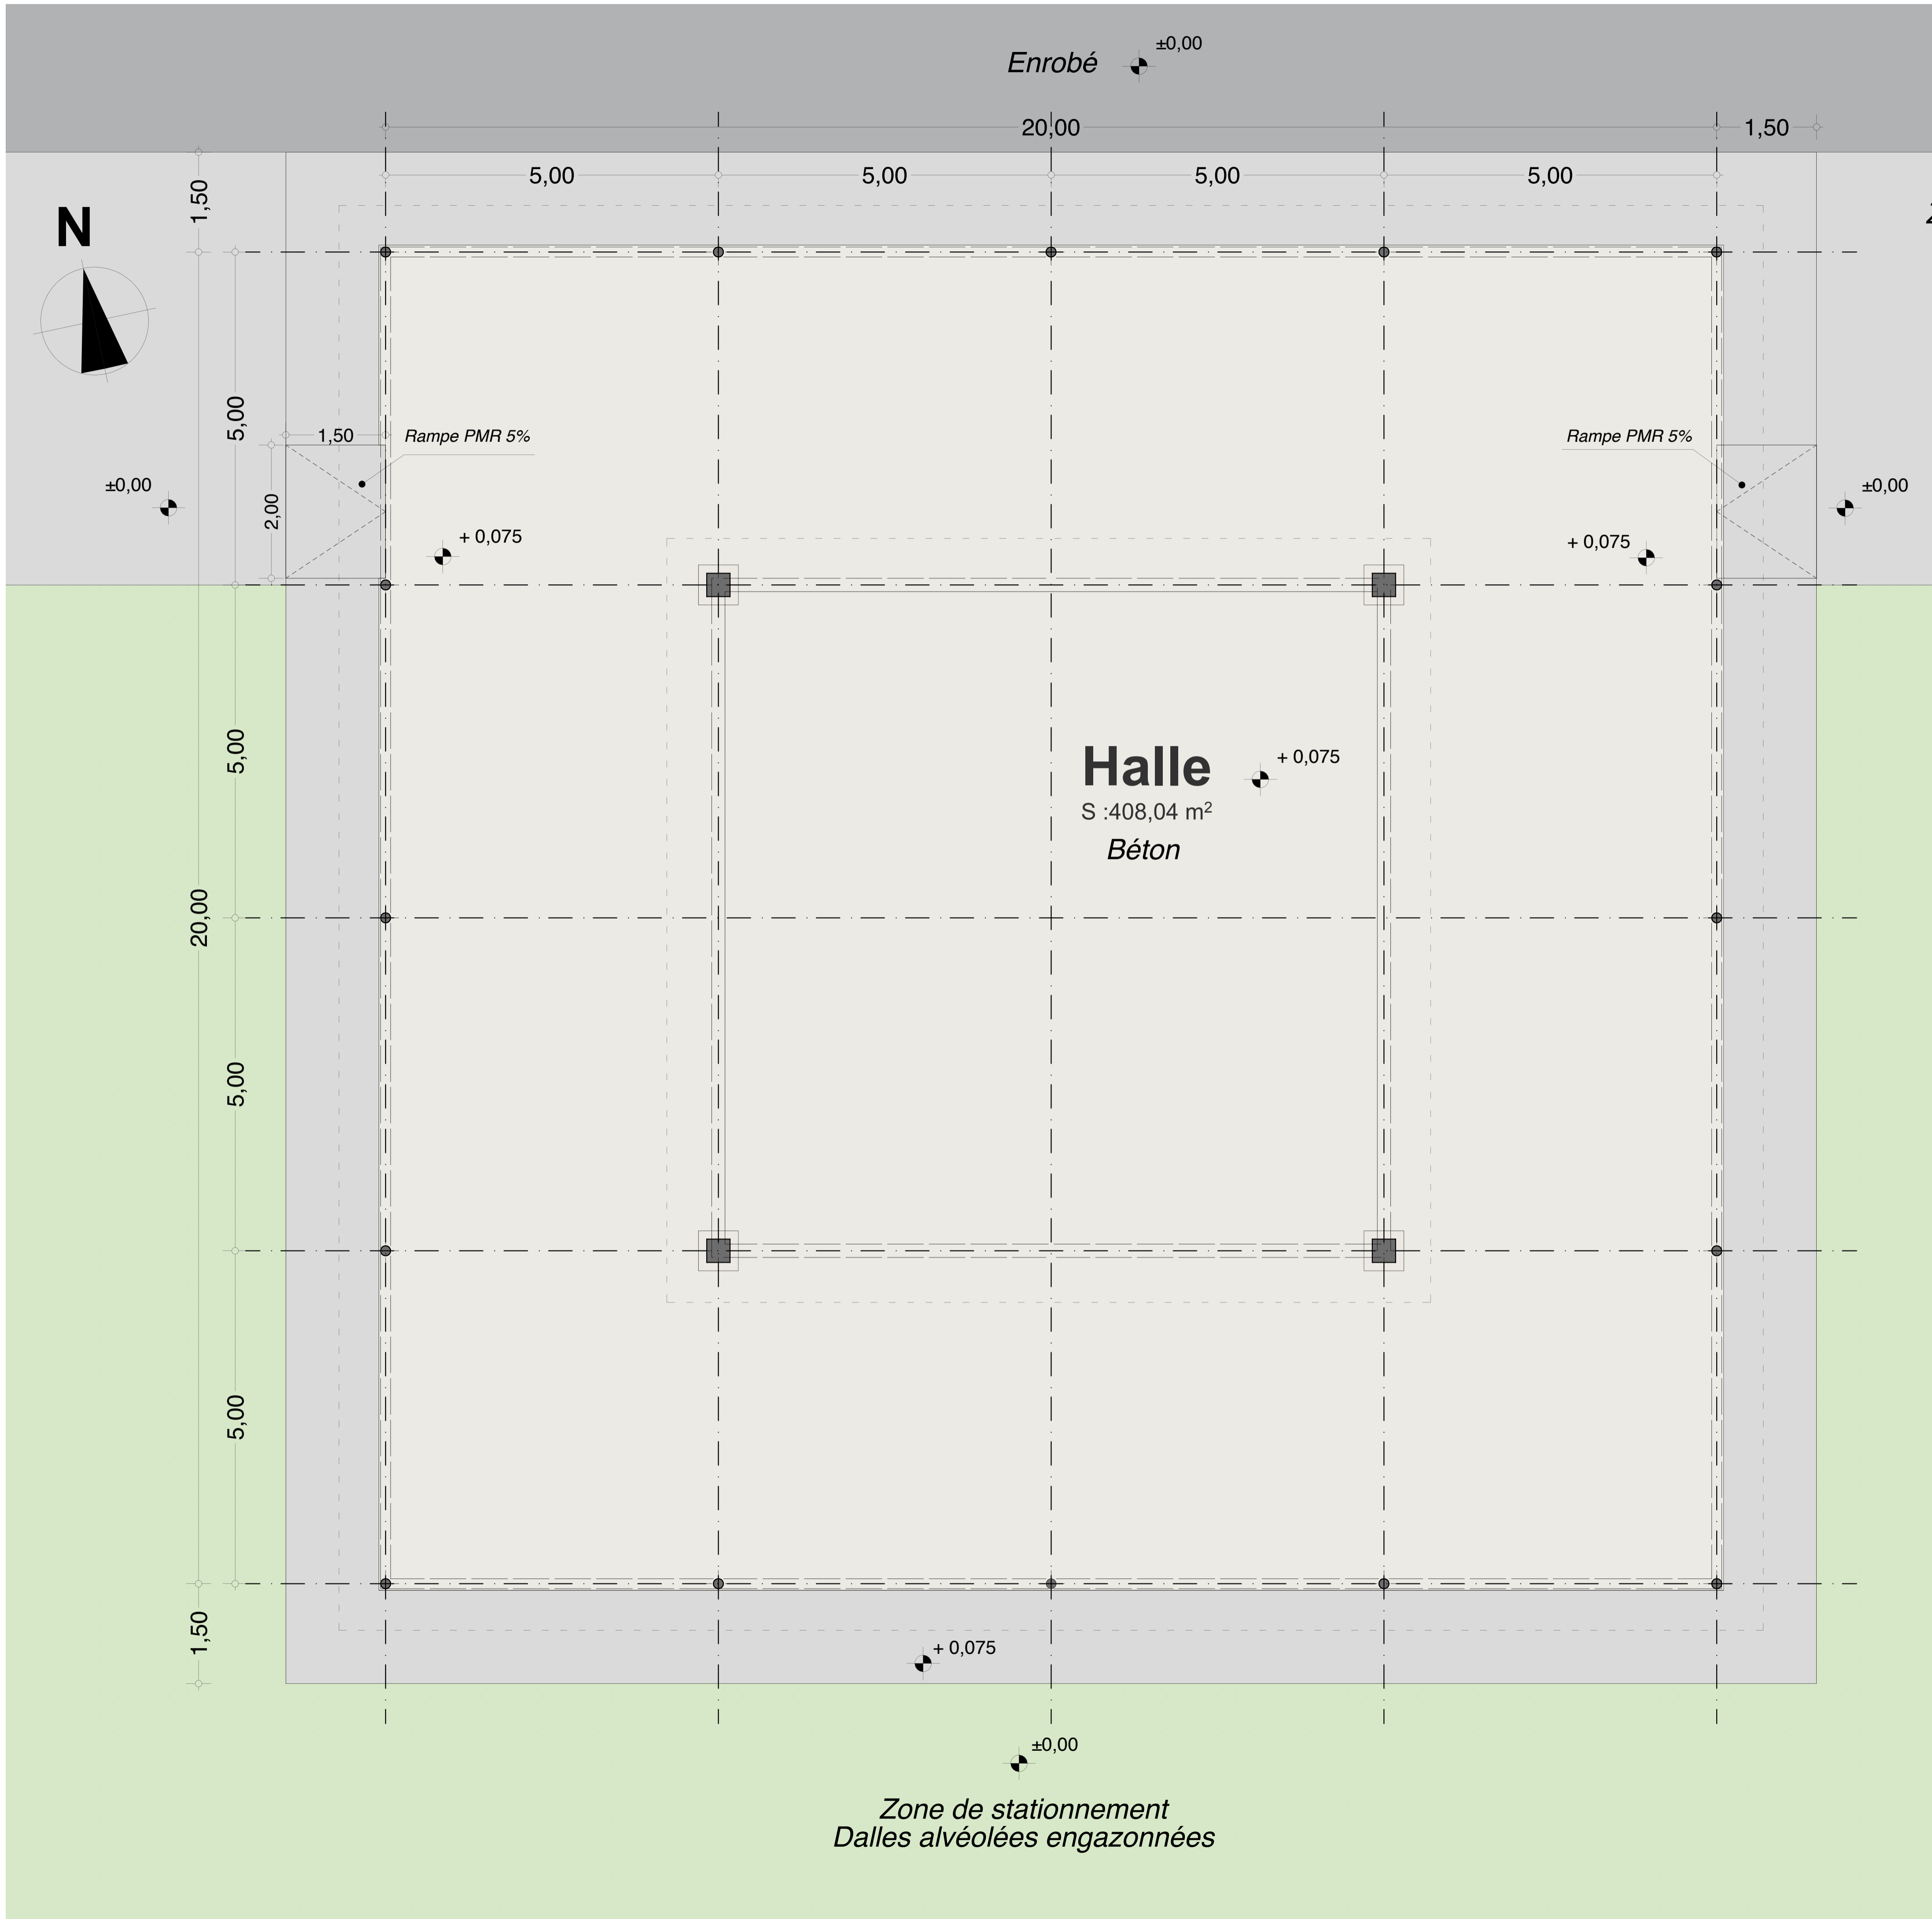 Enrobé
±0,00
20,00
1,50
5,00
5,00
5,00
5,00
1,50
N
5,00
1,50
Rampe PMR 5%
Rampe PMR 5%
±0,00
2,00
±0,00
+ 0,075
+ 0,075
5,00
Halle
+ 0,075
S :408,04 m²
Béton
20,00
5,00
5,00
1,50
+ 0,075
±0,00
Zone de stationnement
Dalles alvéolées engazonnées